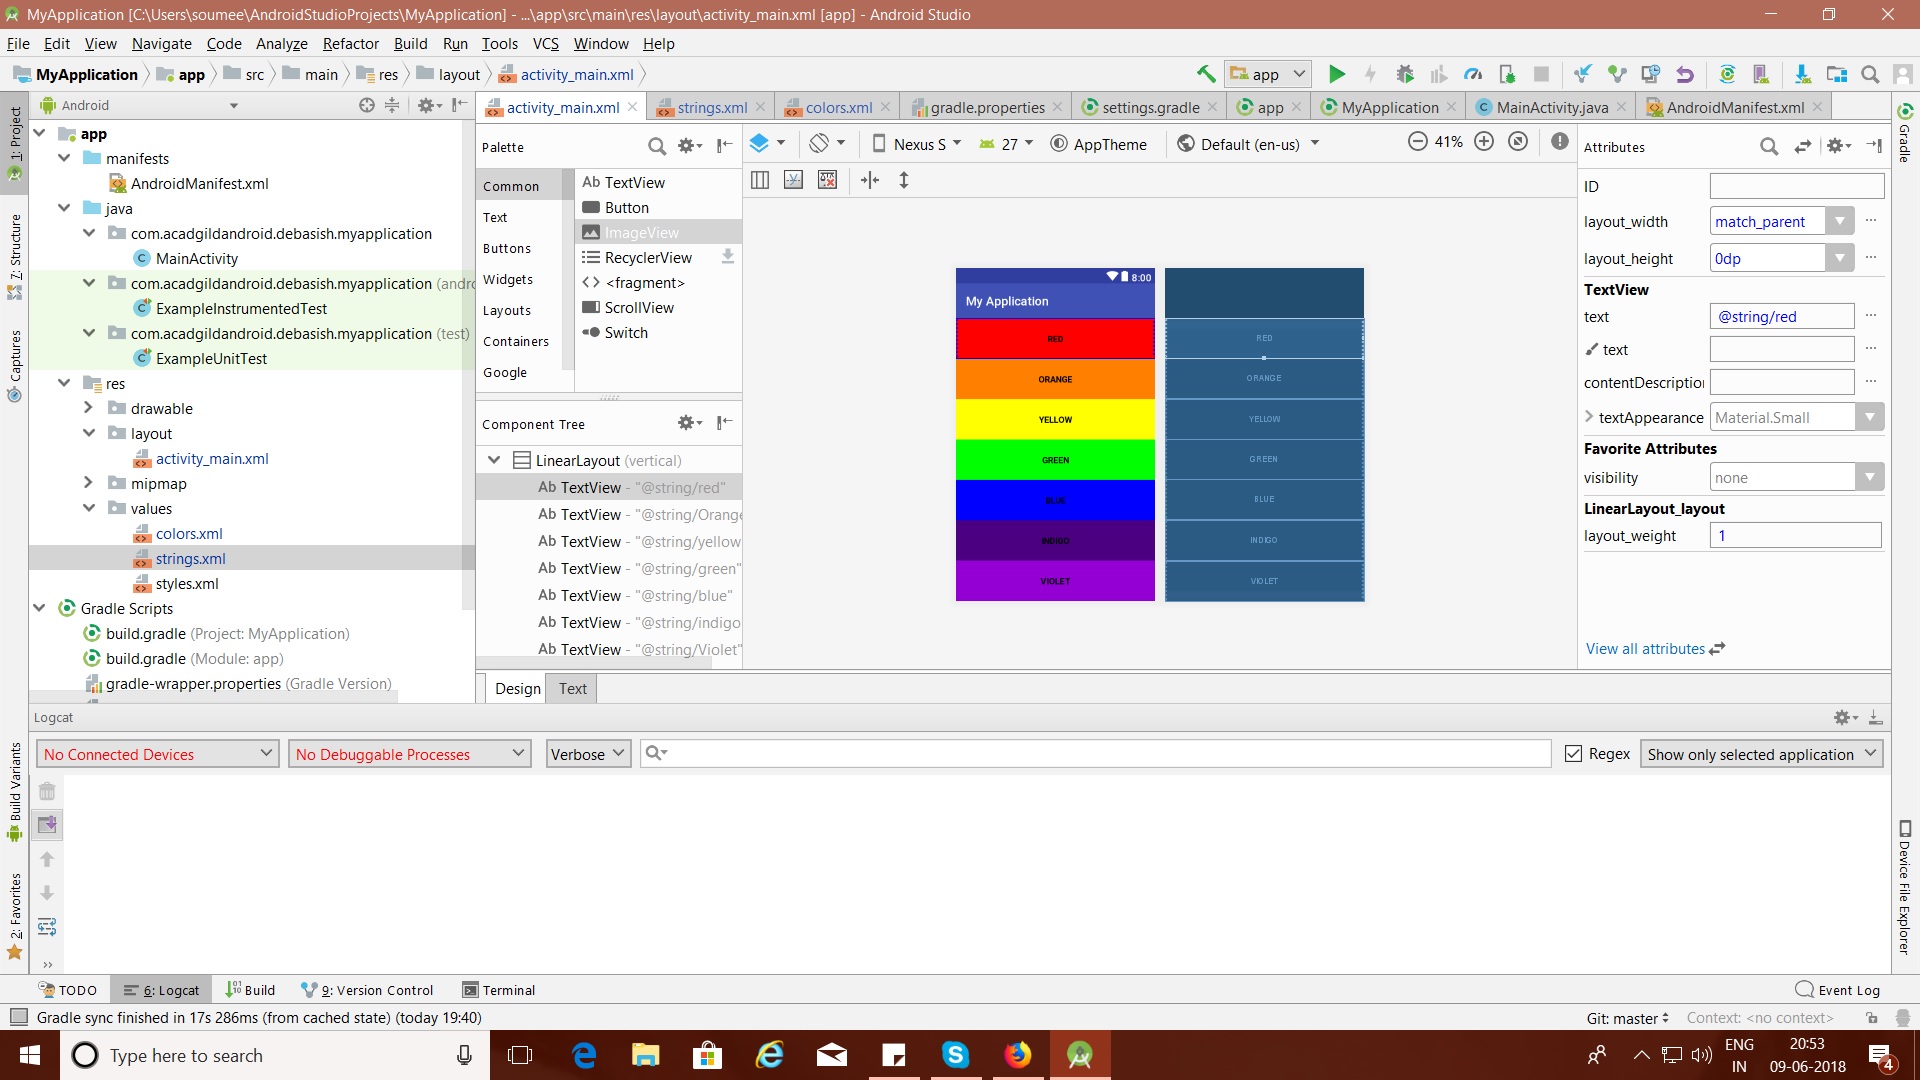 MyApplication [C:\Users\soumee\AndroidStudioProjects\MyApplication] - ...\app\src\main\res\layout\activity_main.xml [app] - Android Studio
File Edit View Navigate Code Analyze Refactor Build Run Tools VCS Window Help
MyApplication app src main res layout activity_main.xml app
Android
activity_main.xml strings.xml colors.xml gradle.properties settings.gradle app MyApplication MainActivity.java AndroidManifest.xml
1: Project
7: Structure
Captures
Build Variants
2: Favorites
app
manifests
AndroidManifest.xml
java
com.acadgildandroid.debasish.myapplication
MainActivity
com.acadgildandroid.debasish.myapplication (andro
ExampleInstrumentedTest
com.acadgildandroid.debasish.myapplication (test)
ExampleUnitTest
res
drawable
layout
activity_main.xml
mipmap
values
colors.xml
strings.xml
styles.xml
Gradle Scripts
build.gradle (Project: MyApplication)
build.gradle (Module: app)
gradle-wrapper.properties (Gradle Version)
Palette
Common
Text
Buttons
Widgets
Layouts
Containers
Google
Ab TextView
Button
ImageView
RecyclerView
<fragment>
ScrollView
Switch
Component Tree
LinearLayout (vertical)
Ab TextView - "@string/red"
Ab TextView - "@string/Orange
Ab TextView - "@string/yellow
Ab TextView - "@string/green"
Ab TextView - "@string/blue"
Ab TextView - "@string/indigo
Ab TextView - "@string/Violet"
Nexus S 27 AppTheme Default (en-us) 41%
8:00
My Application
RED
ORANGE
YELLOW
GREEN
BLUE
INDIGO
VIOLET
RED
ORANGE
YELLOW
GREEN
BLUE
INDIGO
VIOLET
Attributes
ID
layout_width match_parent
layout_height 0dp
TextView
text @string/red
text
contentDescription
textAppearance Material.Small
Favorite Attributes
visibility none
LinearLayout_layout
layout_weight 1
View all attributes
Gradle
Device File Explorer
Design Text
Logcat
No Connected Devices No Debuggable Processes Verbose Regex Show only selected application
TODO 6: Logcat Build 9: Version Control Terminal Event Log
Gradle sync finished in 17s 286ms (from cached state) (today 19:40) Git: master Context: <no context>
Type here to search
ENG
IN
20:53
09-06-2018
4